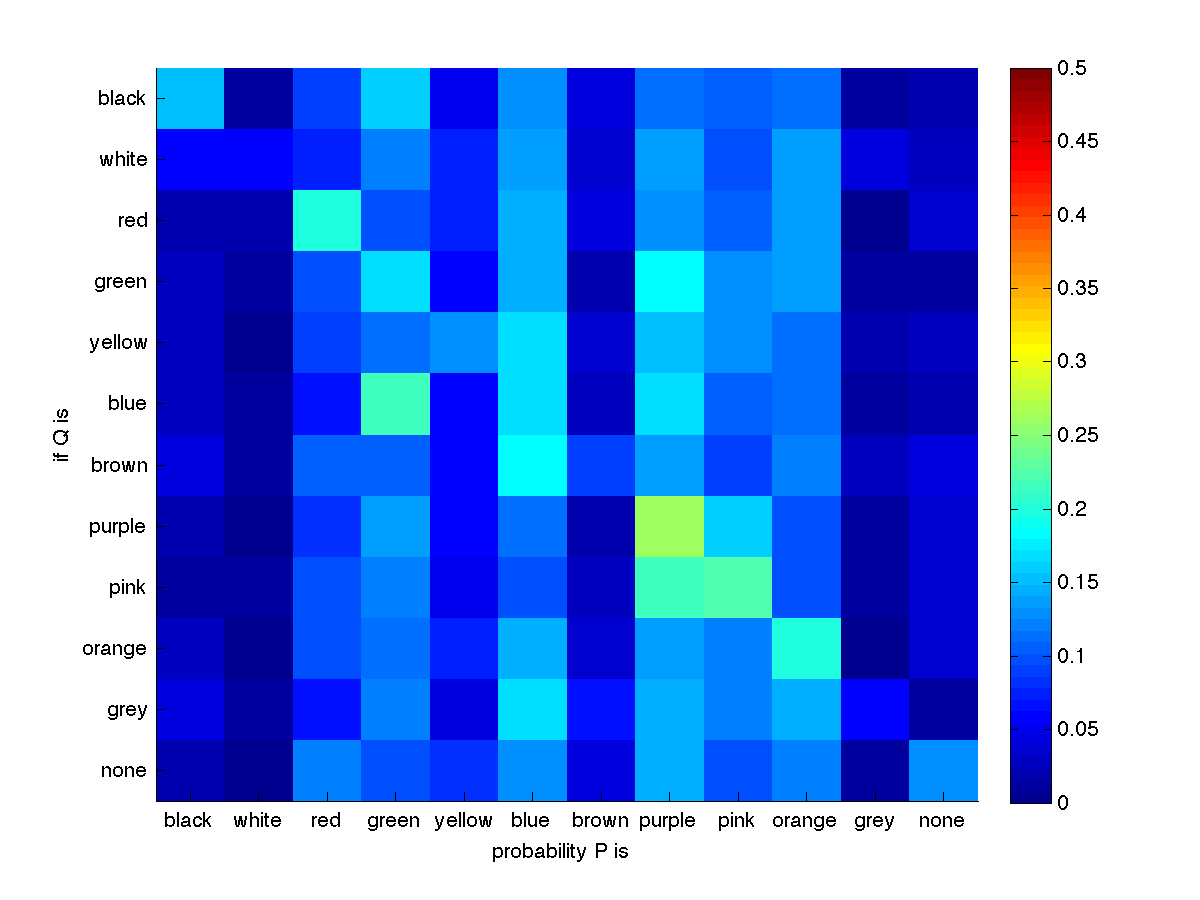 black
white
red
green
yellow
blue
brown
purple
pink
orange
grey
none
if Q is
black white red green yellow blue brown purple pink orange grey none
probability P is
0.5
0.45
0.4
0.35
0.3
0.25
0.2
0.15
0.1
0.05
0